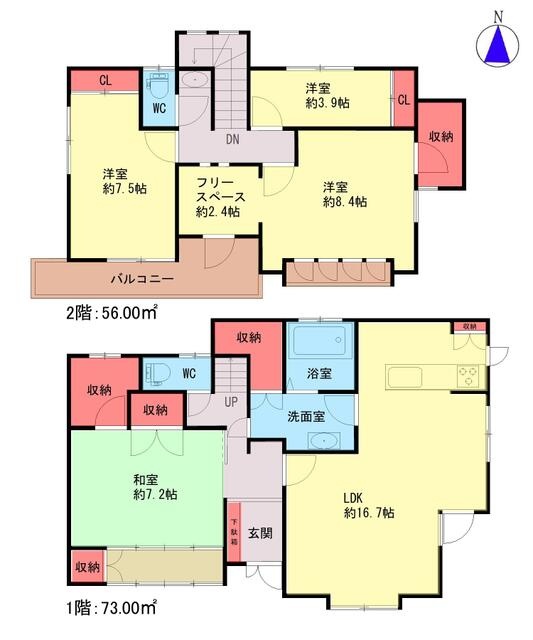 N
CL
WC
洋室
約3.9帖
CL
収納
DN
洋室
約7.5帖
フリー
スペース
約2.4帖
洋室
約8.4帖
バルコニー
2階:56.00㎡
収納
浴室
収納
収納
WC
収納
UP
洗面室
和室
約7.2帖
LDK
約16.7帖
下駄箱
玄関
収納
1階:73.00㎡